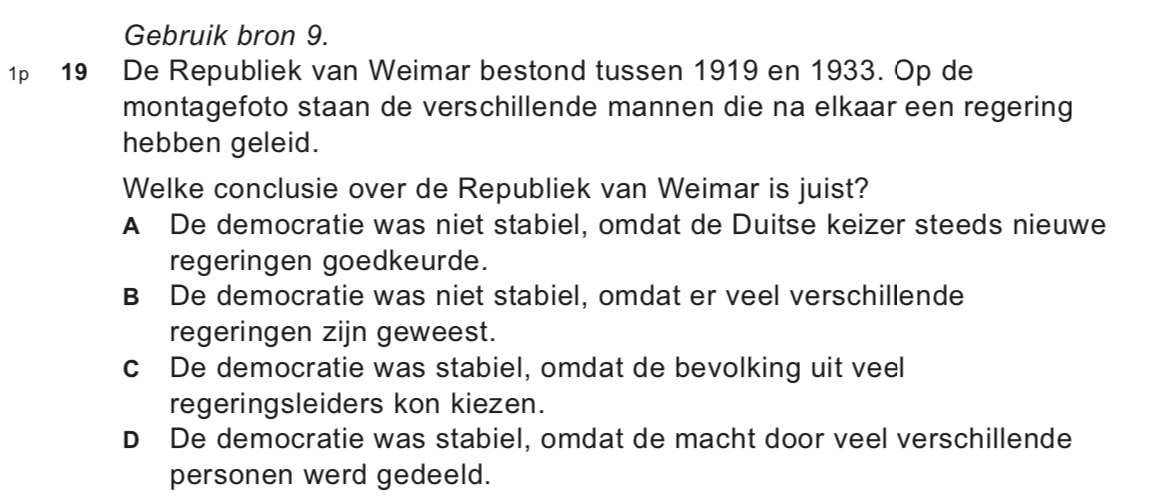 Gebruik bron 9.
1p 19 De Republiek van Weimar bestond tussen 1919 en 1933. Op de
montagefoto staan de verschillende mannen die na elkaar een regering
hebben geleid.
Welke conclusie over de Republiek van Weimar is juist?
A De democratie was niet stabiel, omdat de Duitse keizer steeds nieuwe
regeringen goedkeurde.
B De democratie was niet stabiel, omdat er veel verschillende
regeringen zijn geweest.
C De democratie was stabiel, omdat de bevolking uit veel
regeringsleiders kon kiezen.
D De democratie was stabiel, omdat de macht door veel verschillende
personen werd gedeeld.